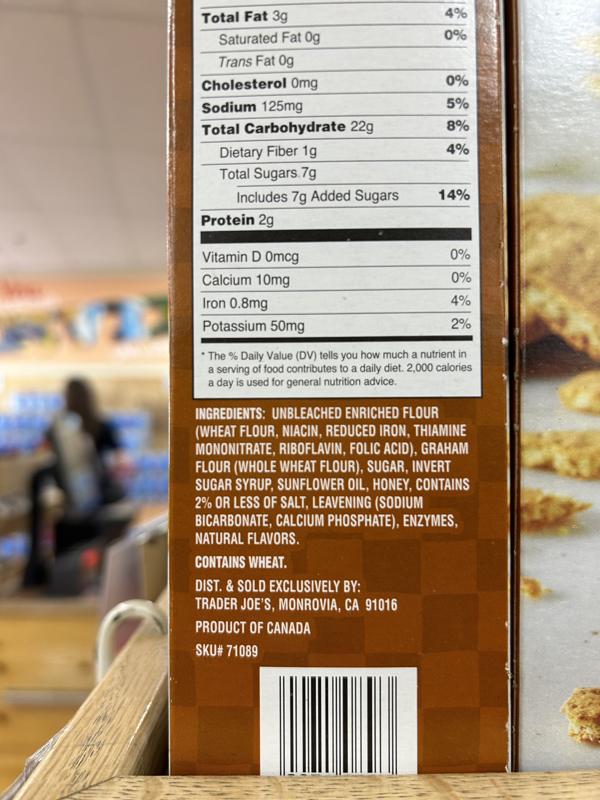 Total Fat 3g 4%
Saturated Fat 0g 0%
Trans Fat 0g
Cholesterol 0mg 0%
Sodium 125mg 5%
Total Carbohydrate 22g 8%
Dietary Fiber 1g 4%
Total Sugars 7g
Includes 7g Added Sugars 14%
Protein 2g
Vitamin D 0mcg 0%
Calcium 10mg 0%
Iron 0.8mg 4%
Potassium 50mg 2%
* The % Daily Value (DV) tells you how much a nutrient in
a serving of food contributes to a daily diet. 2,000 calories
a day is used for general nutrition advice.
INGREDIENTS: UNBLEACHED ENRICHED FLOUR
(WHEAT FLOUR, NIACIN, REDUCED IRON, THIAMINE
MONONITRATE, RIBOFLAVIN, FOLIC ACID), GRAHAM
FLOUR (WHOLE WHEAT FLOUR), SUGAR, INVERT
SUGAR SYRUP, SUNFLOWER OIL, HONEY, CONTAINS
2% OR LESS OF SALT, LEAVENING (SODIUM
BICARBONATE, CALCIUM PHOSPHATE), ENZYMES,
NATURAL FLAVORS.
CONTAINS WHEAT.
DIST. & SOLD EXCLUSIVELY BY:
TRADER JOE'S, MONROVIA, CA 91016
PRODUCT OF CANADA
SKU# 71089